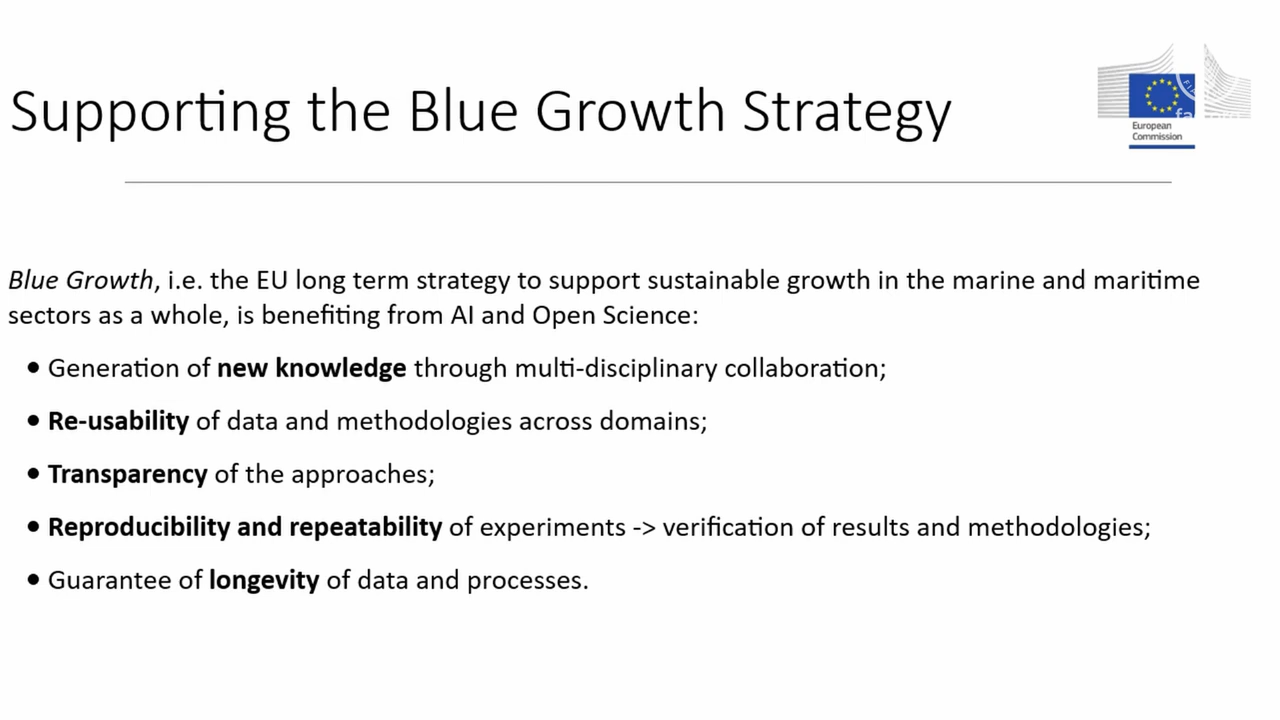 Supporting the Blue Growth Strategy
European
Commission
Blue Growth, i.e. the EU long term strategy to support sustainable growth in the marine and maritime
sectors as a whole, is benefiting from AI and Open Science:
• Generation of new knowledge through multi-disciplinary collaboration;
• Re-usability of data and methodologies across domains;
• Transparency of the approaches;
• Reproducibility and repeatability of experiments -> verification of results and methodologies;
• Guarantee of longevity of data and processes.